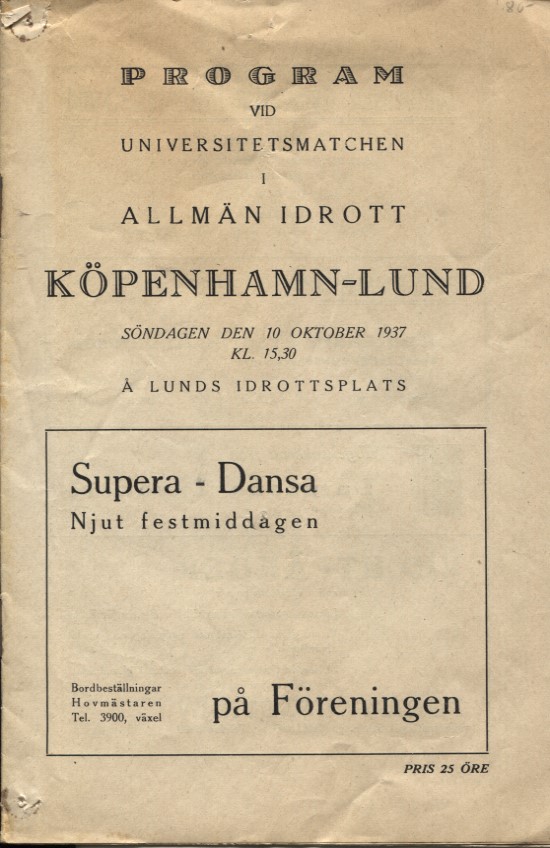 PROGRAM
VID
UNIVERSITETSMATCHEN
I
ALLMÄN IDROTT
KÖPENHAMN-LUND
SÖNDAGEN DEN 10 OKTOBER 1937
KL. 15,30
Å LUNDS IDROTTSPLATS
Supera - Dansa
Njut festmiddagen
Bordbeställningar
Hovmästaren
Tel. 3900, växel
på Föreningen
PRIS 25 ÖRE